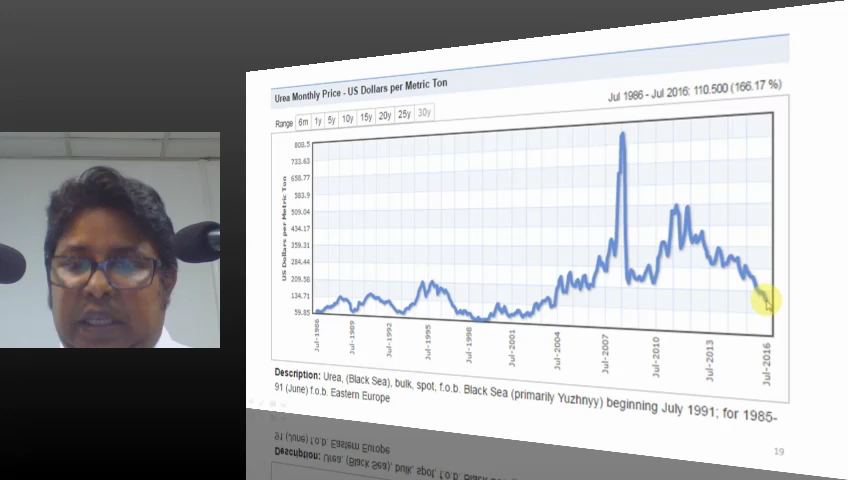 Urea Monthly Price - US Dollars per Metric Ton
Jul 1986 - Jul 2016: 110.500 (166.17 %)
Range 6m 1y 5y 10y 15y 20y 25y 30y
US Dollars per Metric Ton
808.5
733.63
658.77
583.9
509.04
434.17
359.31
284.44
209.58
134.71
59.85
Jul-1986
Jul-1989
Jul-1992
Jul-1995
Jul-1998
Jul-2001
Jul-2004
Jul-2007
Jul-2010
Jul-2013
Jul-2016
Description: Urea, (Black Sea), bulk, spot, f.o.b. Black Sea (primarily Yuzhnyy) beginning July 1991; for 1985-
91 (June) f.o.b. Eastern Europe
19